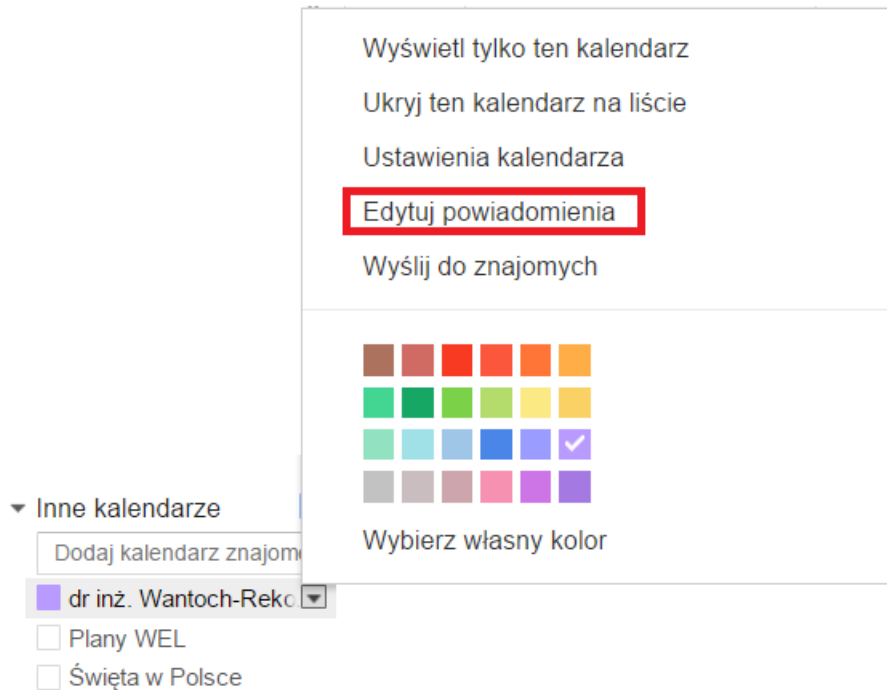 Wyświetl tylko ten kalendarz
Ukryj ten kalendarz na liście
Ustawienia kalendarza
Edytuj powiadomienia
Wyślij do znajomych
Wybierz własny kolor
Inne kalendarze
Dodaj kalendarz
dr inż. Wantoch-Reko
Plany WEL
Święta w Polsce